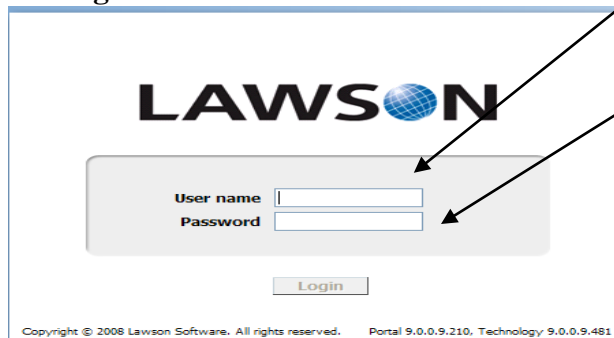 LAWSON
User name
Password
Login
Copyright © 2008 Lawson Software. All rights reserved. Portal 9.0.0.9.210, Technology 9.0.0.9.481